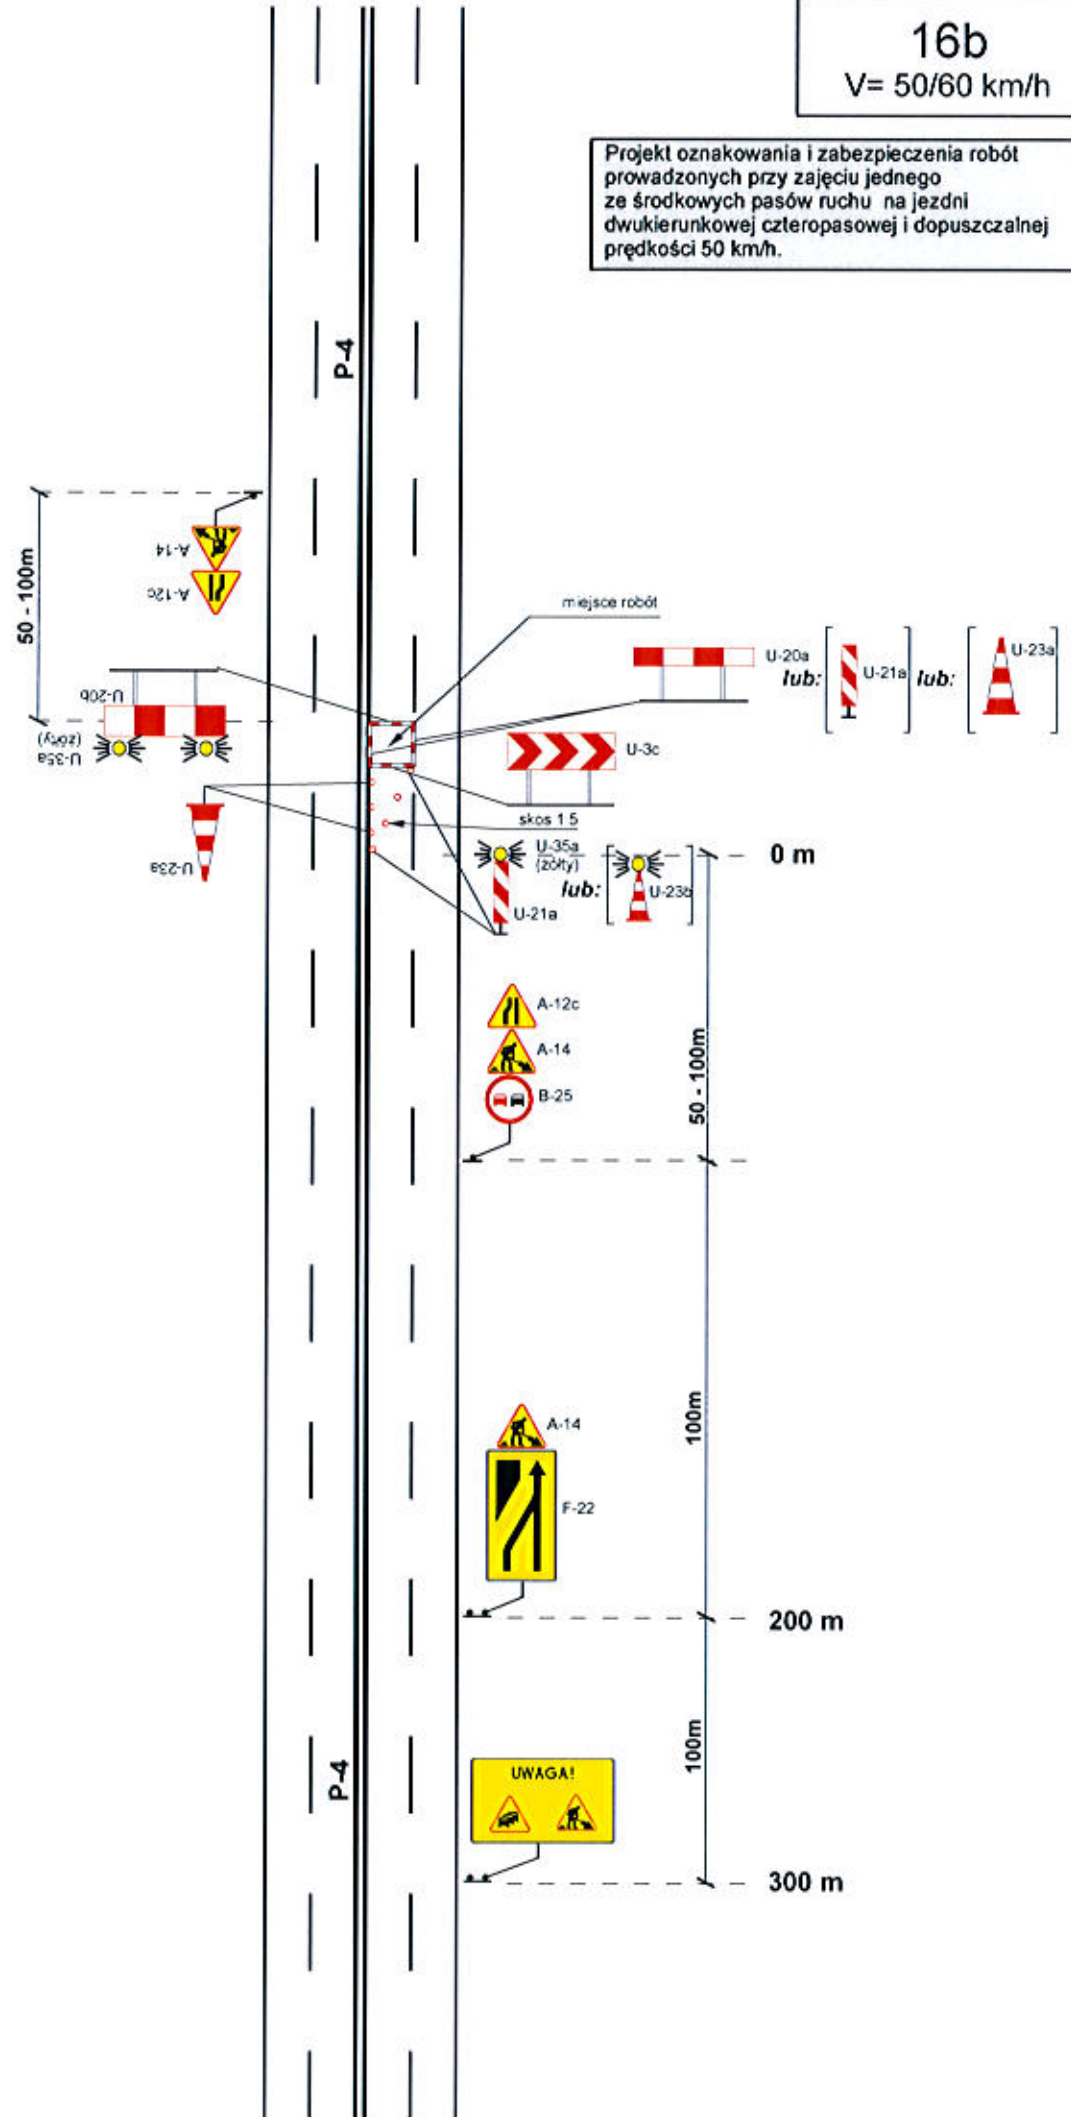 16b
V= 50/60 km/h
Projekt oznakowania i zabezpieczenia robót
prowadzonych przy zajęciu jednego
ze środkowych pasów ruchu na jezdni
dwukierunkowej czteropasowej i dopuszczalnej
prędkości 50 km/h.
P-4
50 - 100m
A-14
A-12c
miejsce robót
U-20a
lub:
U-21a
lub:
U-23a
U-20b
U-35a
(żółty)
U-3c
skos 1 5
U-23a
U-35a
(żółty)
lub:
U-23b
U-21a
0 m
A-12c
A-14
B-25
50 - 100m
A-14
F-22
100m
200 m
UWAGA!
100m
P-4
300 m